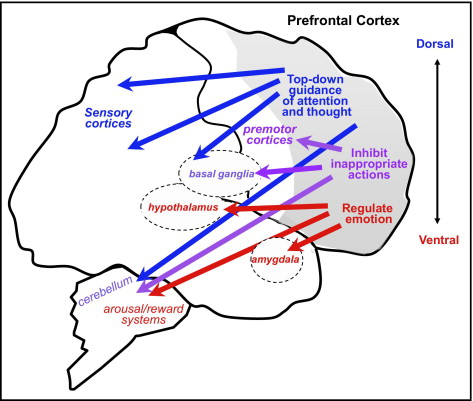 Prefrontal Cortex
Dorsal
Top-down
guidance
of attention
and thought
Sensory
cortices
premotor
cortices
Inhibit
inappropriate
actions
basal ganglia
hypothalamus
Regulate
emotion
Ventral
amygdala
cerebellum
arousal/reward
systems